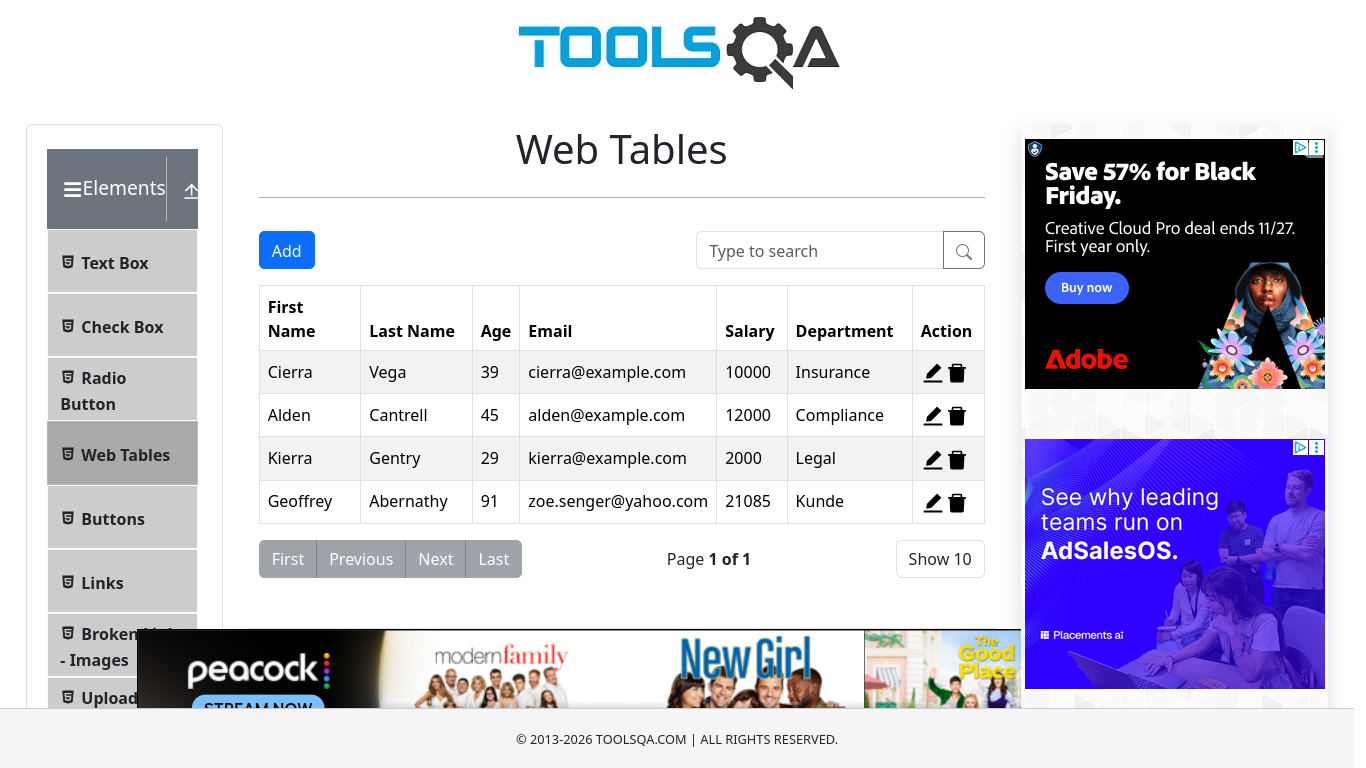 TOOLSQA
Web Tables
Elements
Text Box
Check Box
Radio
Button
Web Tables
Buttons
Links
Broken
- Images
Upload
Add
Type to search
First Name Last Name Age Email Salary Department Action
Cierra Vega 39 cierra@example.com 10000 Insurance
Alden Cantrell 45 alden@example.com 12000 Compliance
Kierra Gentry 29 kierra@example.com 2000 Legal
Geoffrey Abernathy 91 zoe.senger@yahoo.com 21085 Kunde
First Previous Next Last
Page 1 of 1
Show 10
Save 57% for Black
Friday.
Creative Cloud Pro deal ends 11/27.
First year only.
Buy now
Adobe
See why leading
teams run on
AdSalesOS.
Placements ai
peacock
STREAM NOW
modern family
New Girl
The
Good
Place
© 2013-2026 TOOLSQA.COM | ALL RIGHTS RESERVED.